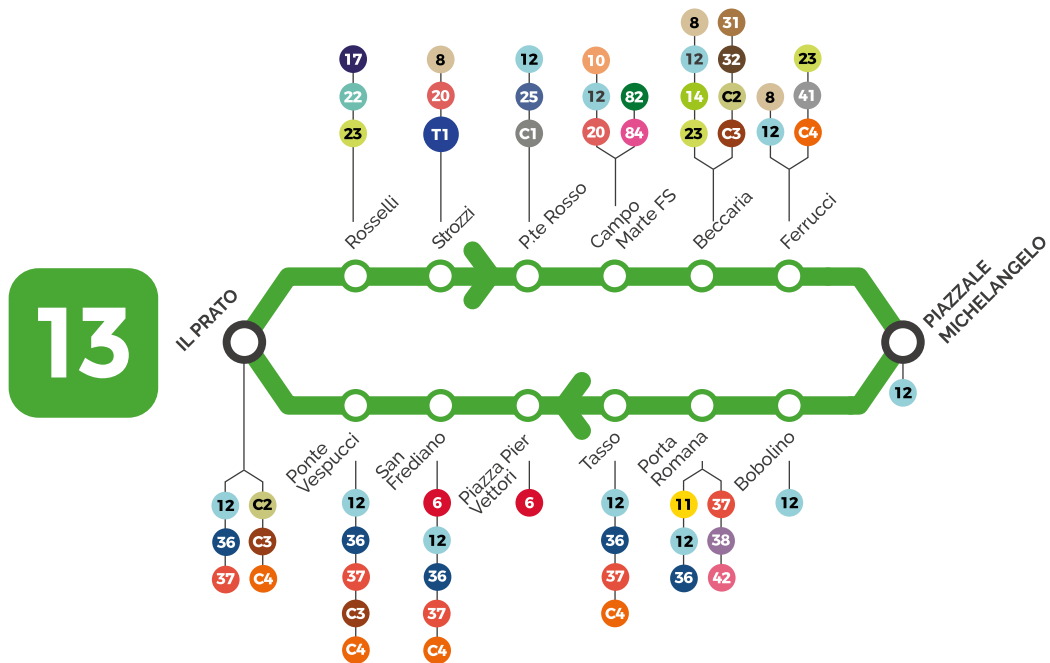 8
31
17
8
12
10
12
32
23
22
20
25
12
82
14
C2
8
41
23
T1
C1
20
84
23
C3
12
C4
Rosselli
Strozzi
P.te Rosso
Campo
Marte FS
Beccaria
Ferrucci
13
IL PRATO
PIAZZALE
MICHELANGELO
12
Ponte
Vespucci
San
Frediano
Piazza Pier
Vettori
Tasso
Porta
Romana
Bobolino
12
C2
12
6
6
12
11
37
12
36
C3
36
12
36
12
38
37
C4
37
36
37
36
42
C3
37
C4
C4
C4